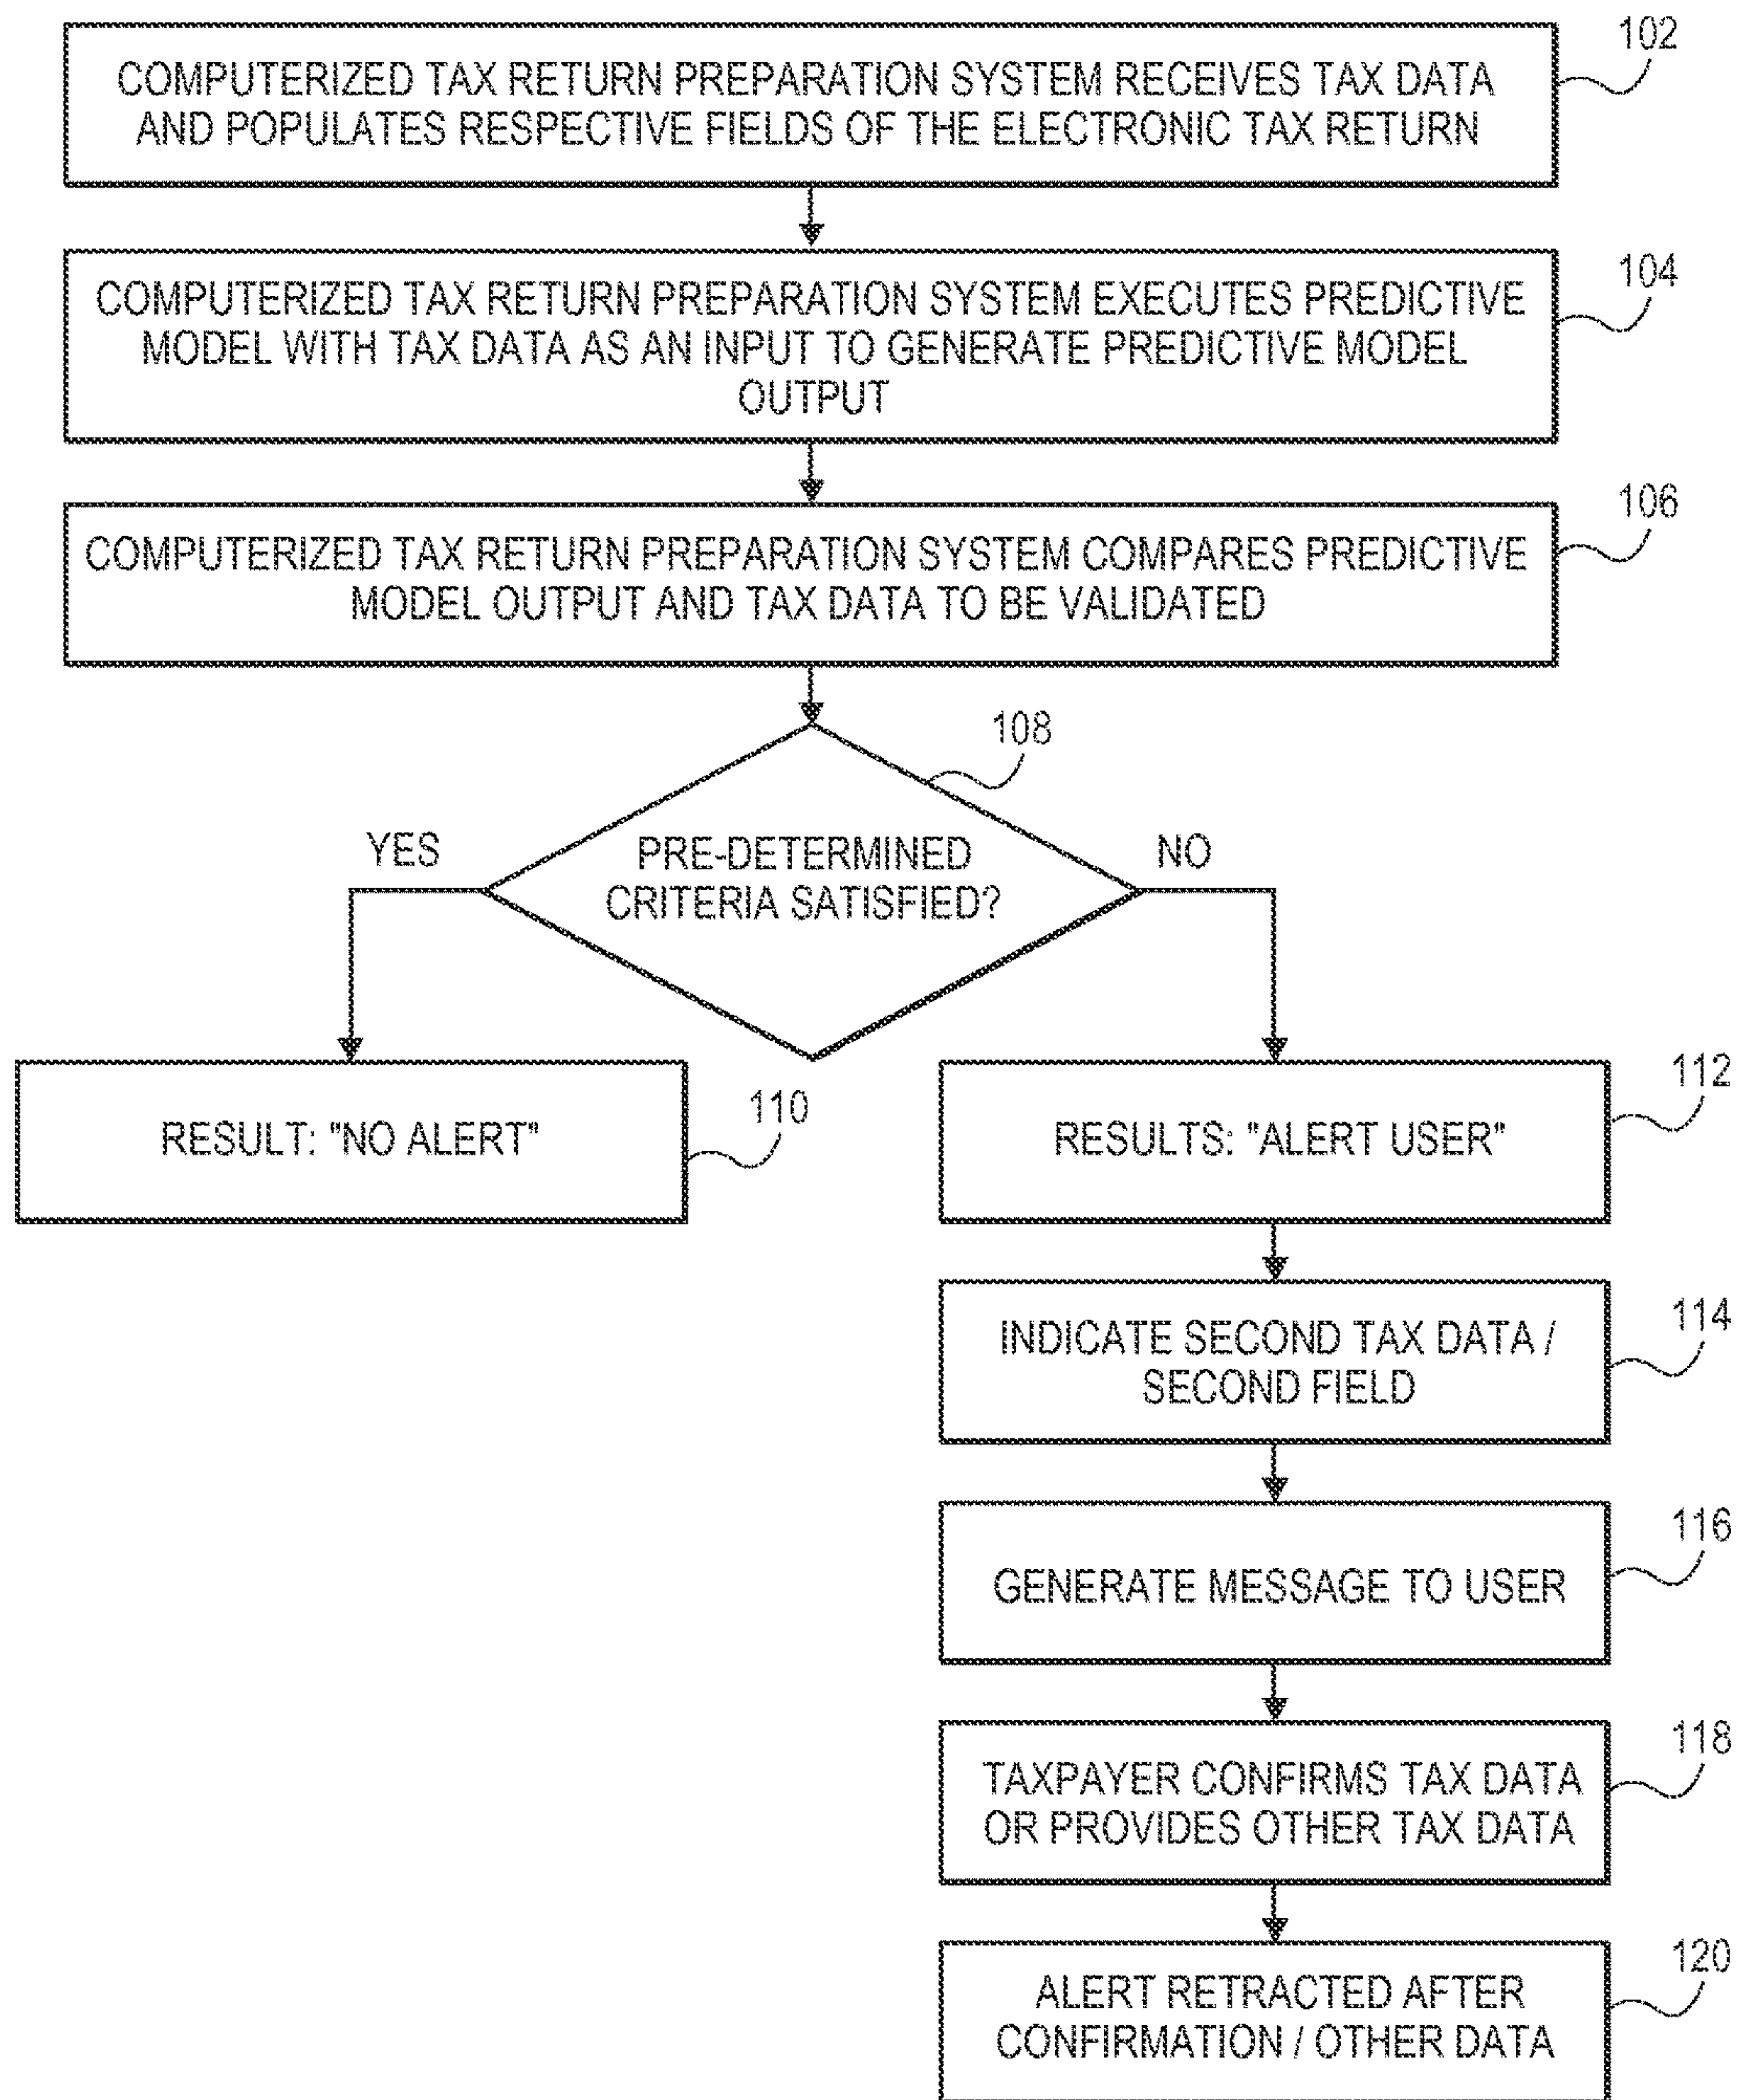 102
COMPUTERIZED TAX RETURN PREPARATION SYSTEM RECEIVES TAX DATA
AND POPULATES RESPECTIVE FIELDS OF THE ELECTRONIC TAX RETURN
104
COMPUTERIZED TAX RETURN PREPARATION SYSTEM EXECUTES PREDICTIVE
MODEL WITH TAX DATA AS AN INPUT TO GENERATE PREDICTIVE MODEL
OUTPUT
106
COMPUTERIZED TAX RETURN PREPARATION SYSTEM COMPARES PREDICTIVE
MODEL OUTPUT AND TAX DATA TO BE VALIDATED
108
YES
PRE-DETERMINED
CRITERIA SATISFIED?
NO
110
RESULT: "NO ALERT"
112
RESULTS: "ALERT USER"
114
INDICATE SECOND TAX DATA /
SECOND FIELD
116
GENERATE MESSAGE TO USER
118
TAXPAYER CONFIRMS TAX DATA
OR PROVIDES OTHER TAX DATA
120
ALERT RETRACTED AFTER
CONFIRMATION / OTHER DATA